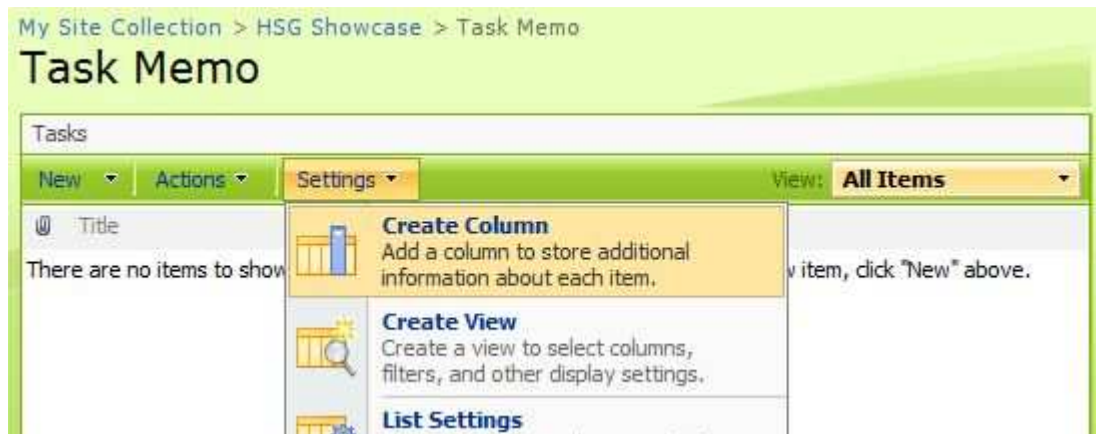 My Site Collection > HSG Showcase > Task Memo
Task Memo
Tasks
New Actions Settings View: All Items
Title
There are no items to show item, click "New" above.
Create Column
Add a column to store additional
information about each item.
Create View
Create a view to select columns,
filters, and other display settings.
List Settings